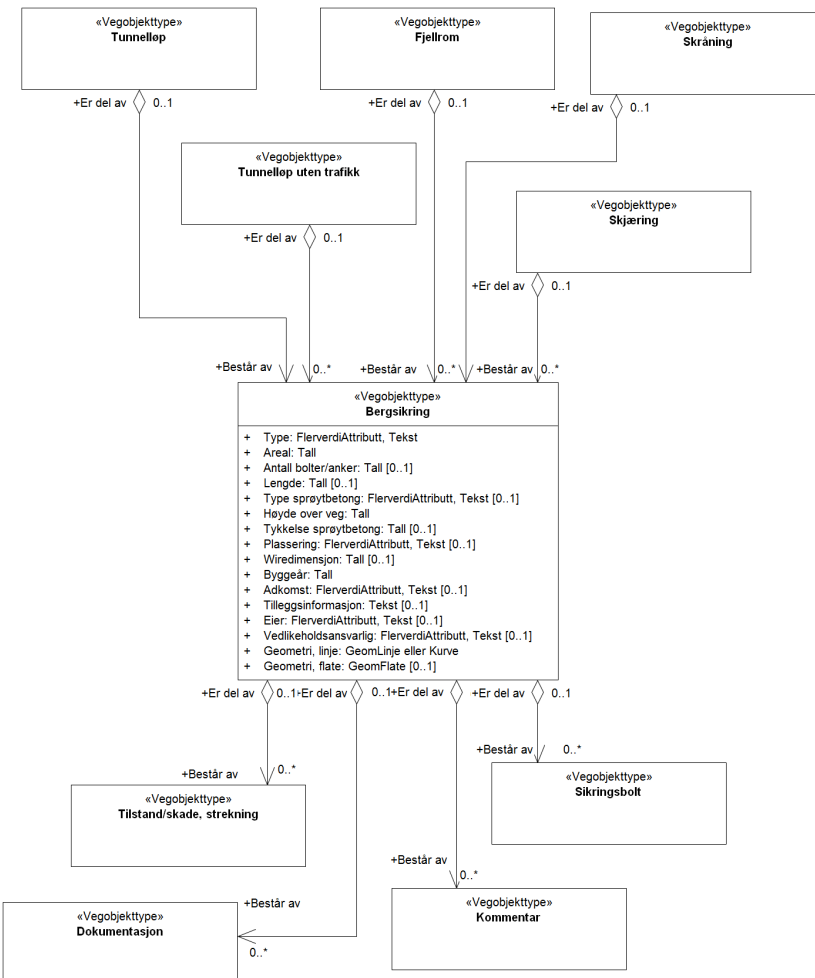 «Vegobjekttype»
Tunnelløp
«Vegobjekttype»
Fjellrom
«Vegobjekttype»
Skråning
+Er del av 0..1
+Er del av 0..1
+Er del av 0..1
«Vegobjekttype»
Tunnelløp uten trafikk
«Vegobjekttype»
Skjæring
+Er del av 0..1
+Er del av 0..1
+Består av 0..*
+Består av 0..*
+Består av 0..*
«Vegobjekttype»
Bergsikring
+ Type: FlerverdiAttributt, Tekst
+ Areal: Tall
+ Antall bolter/anker: Tall [0..1]
+ Lengde: Tall [0..1]
+ Type sprøytbetong: FlerverdiAttributt, Tekst [0..1]
+ Høyde over veg: Tall
+ Tykkelse sprøytbetong: Tall [0..1]
+ Plassering: FlerverdiAttributt, Tekst [0..1]
+ Wiredimensjon: Tall [0..1]
+ Byggeår: Tall
+ Adkomst: FlerverdiAttributt, Tekst [0..1]
+ Tilleggsinformasjon: Tekst [0..1]
+ Eier: FlerverdiAttributt, Tekst [0..1]
+ Vedlikeholdsansvarlig: FlerverdiAttributt, Tekst [0..1]
+ Geometri, linje: GeomLinje eller Kurve
+ Geometri, flate: GeomFlate [0..1]
+Er del av 0..1
+Er del av 0..1
+Er del av
+Er del av 0..1
+Består av 0..*
+Består av 0..*
«Vegobjekttype»
Tilstand/skade, strekning
«Vegobjekttype»
Sikringsbolt
+Består av
0..*
+Består av
0..*
«Vegobjekttype»
Kommentar
«Vegobjekttype»
Dokumentasjon